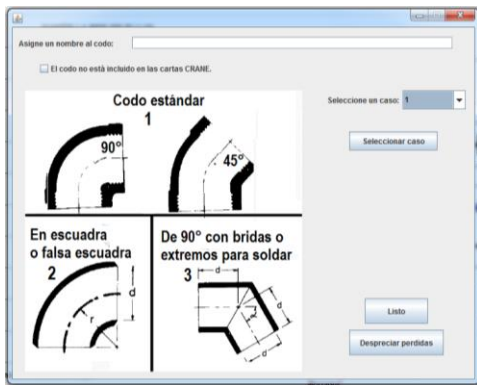 Asigne un nombre al codo:
El codo no está incluido en las cartas CRANE.
Codo estándar
1
90°
45°
Seleccione un caso: 1
Seleccionar caso
En escuadra
o falsa escuadra
2
d
r
De 90° con bridas o
extremos para soldar
3
d
d
d
Listo
Despreciar perdidas